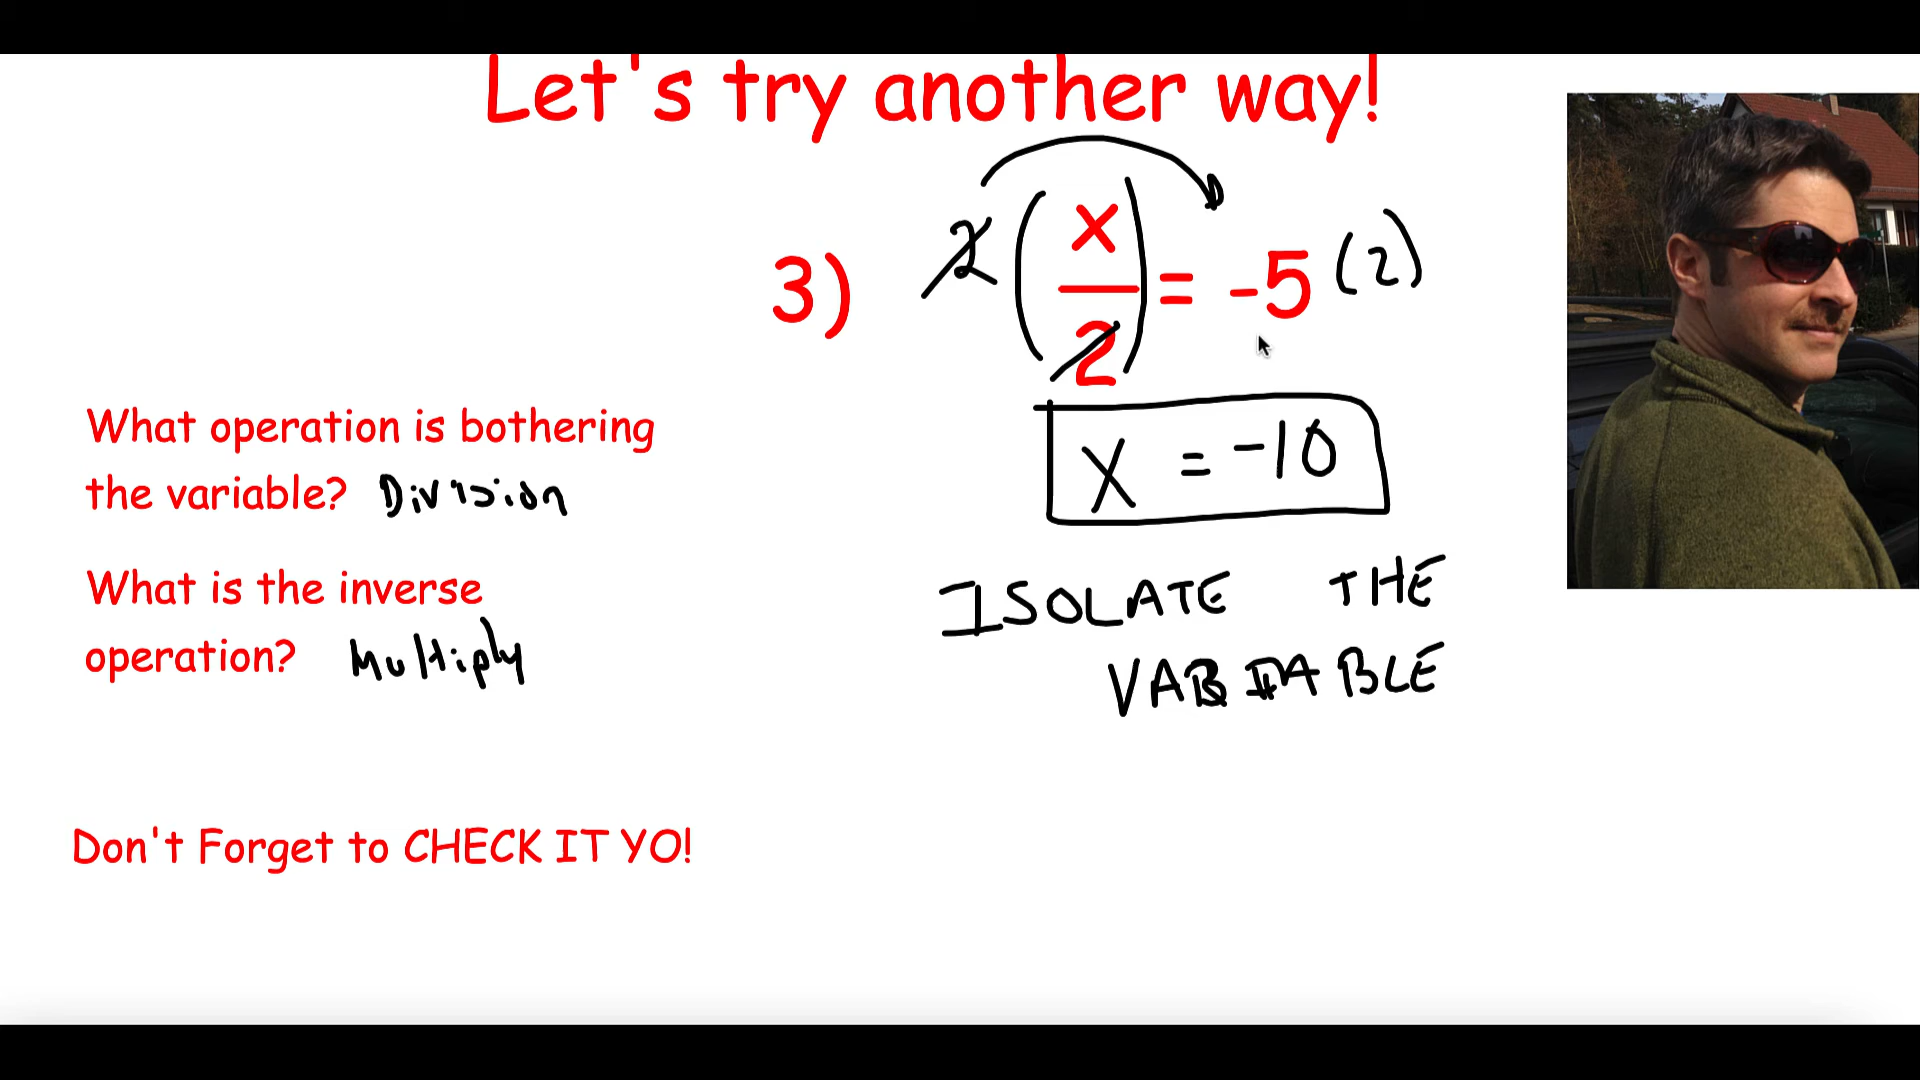 Let's try another way!
3) 2 ( x / 2 ) = -5 (2)
x = -10
What operation is bothering
the variable? Division
What is the inverse
operation? Multiply
ISOLATE THE
VARIABLE
Don't Forget to CHECK IT YO!